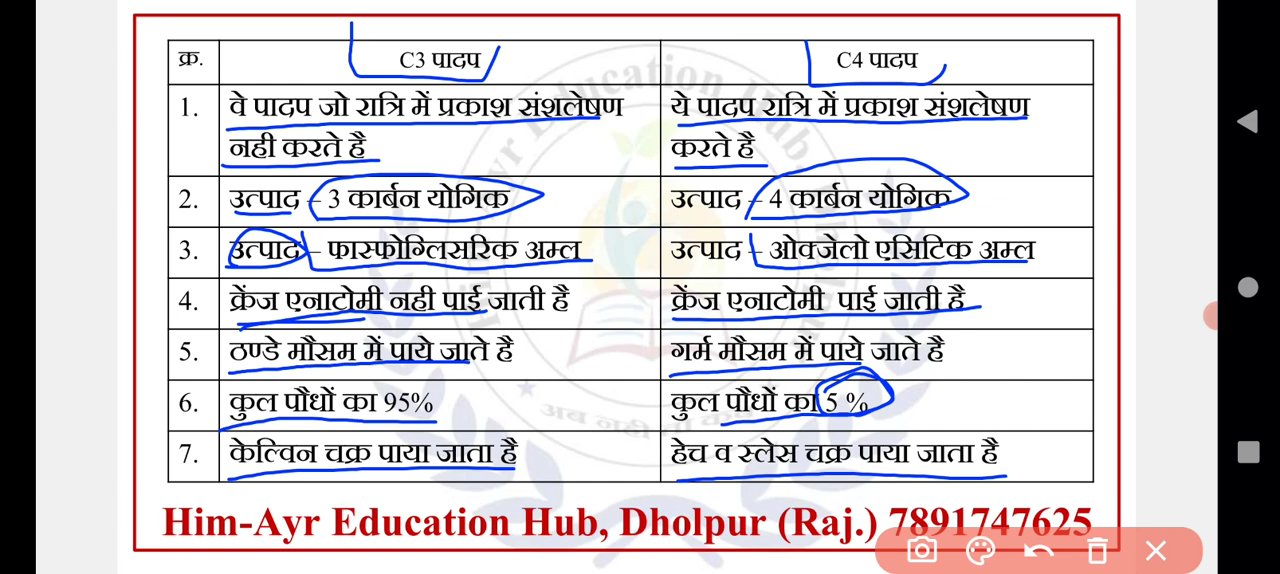 क्र. C3 पादप C4 पादप
1. वे पादप जो रात्रि में प्रकाश संशलेषण ये पादप रात्रि में प्रकाश संशलेषण
नही करते है करते है
2. उत्पाद – 3 कार्बन योगिक उत्पाद – 4 कार्बन योगिक
3. उत्पाद – फास्फोग्लिसरिक अम्ल उत्पाद – ओक्जेलो एसिटिक अम्ल
4. क्रेंज एनाटोमी नही पाई जाती है क्रेंज एनाटोमी पाई जाती है
5. ठण्डे मौसम में पाये जाते है गर्म मौसम में पाये जाते है
6. कुल पौधों का 95% कुल पौधों का 5 %
7. केल्विन चक्र पाया जाता है हेच व स्लेस चक्र पाया जाता है
Him-Ayr Education Hub, Dholpur (Raj.) 7891747625